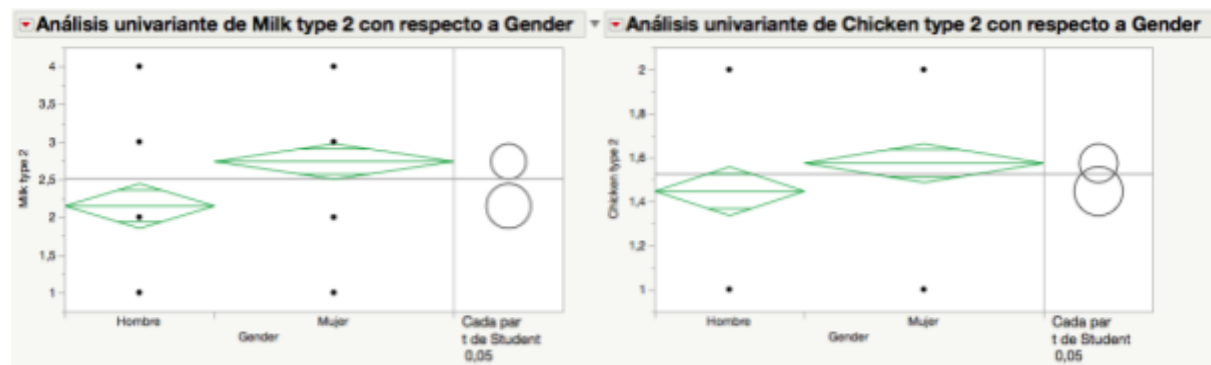 Análisis univariante de Milk type 2 con respecto a Gender
4
3,5
3
2,5
2
1,5
1
Milk type 2
Hombre
Mujer
Gender
Cada par
t de Student
0,05
Análisis univariante de Chicken type 2 con respecto a Gender
2
1,8
1,6
1,4
1,2
1
Chicken type 2
Hombre
Mujer
Gender
Cada par
t de Student
0,05